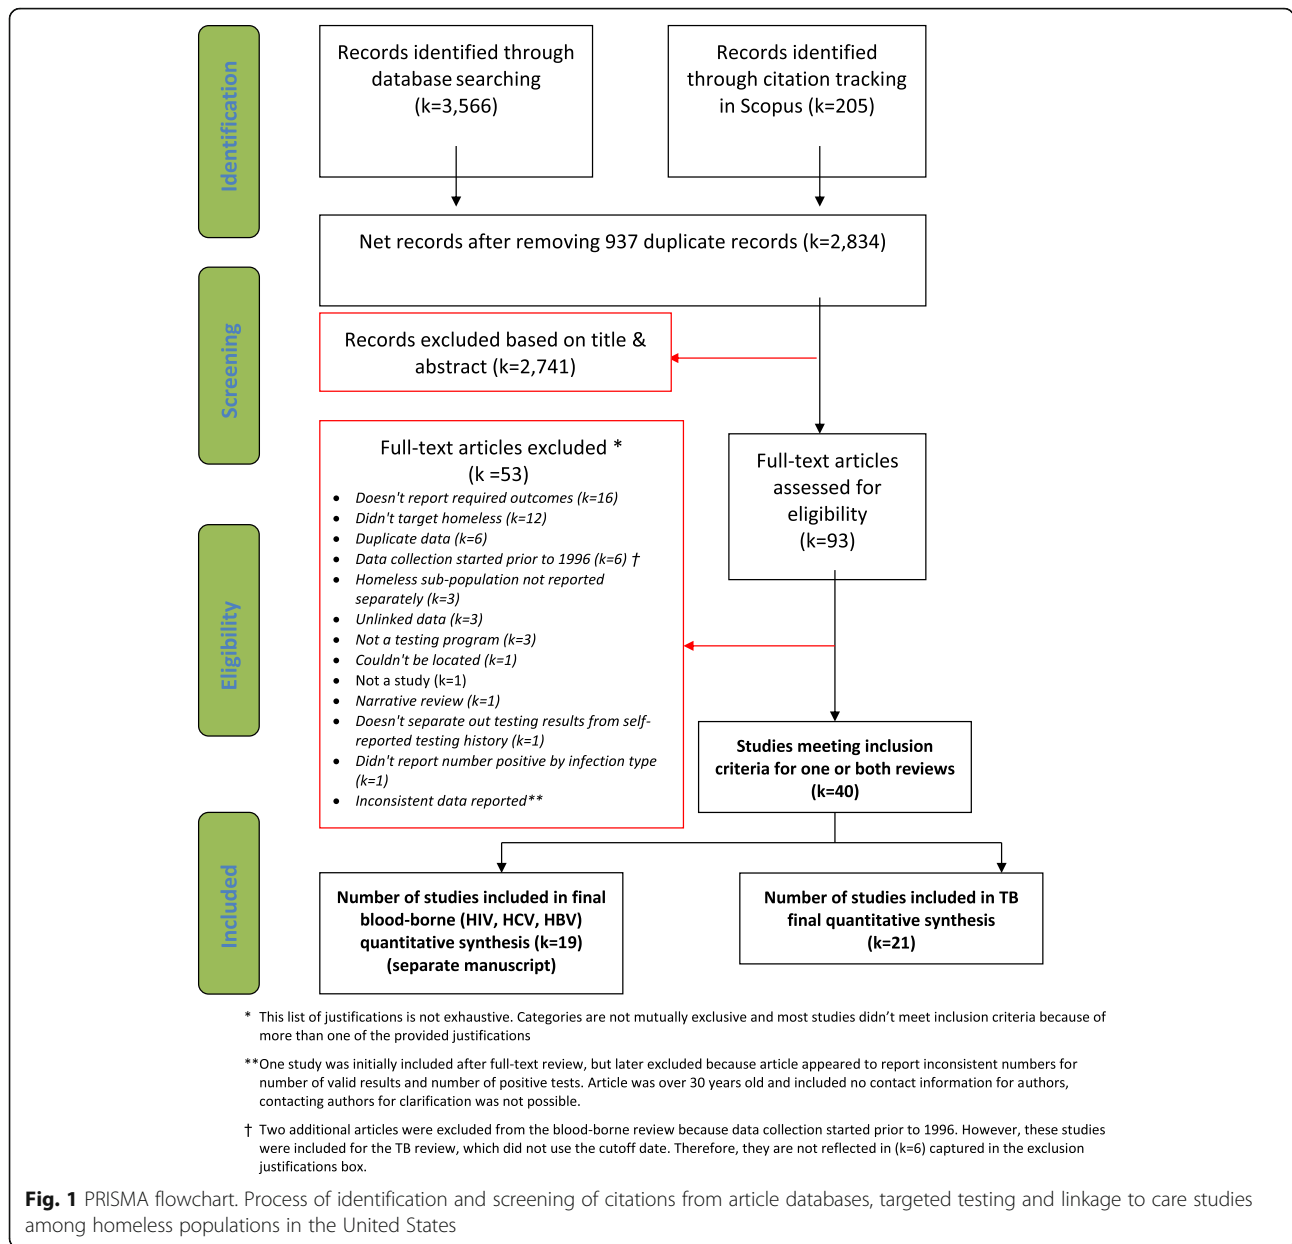 Identification
Records identified through
database searching
(k=3,566)
Records identified
through citation tracking
in Scopus (k=205)
Net records after removing 937 duplicate records (k=2,834)
Screening
Records excluded based on title &
abstract (k=2,741)
Full-text articles
assessed for
eligibility
(k=93)
Eligibility
Full-text articles excluded *
(k =53)
• Doesn't report required outcomes (k=16)
• Didn't target homeless (k=12)
• Duplicate data (k=6)
• Data collection started prior to 1996 (k=6) †
• Homeless sub-population not reported
separately (k=3)
• Unlinked data (k=3)
• Not a testing program (k=3)
• Couldn't be located (k=1)
• Not a study (k=1)
• Narrative review (k=1)
• Doesn't separate out testing results from self-
reported testing history (k=1)
• Didn't report number positive by infection type
(k=1)
• Inconsistent data reported**
Studies meeting inclusion
criteria for one or both reviews
(k=40)
Included
Number of studies included in final
blood-borne (HIV, HCV, HBV)
quantitative synthesis (k=19)
(separate manuscript)
Number of studies included in TB
final quantitative synthesis
(k=21)
* This list of justifications is not exhaustive. Categories are not mutually exclusive and most studies didn’t meet inclusion criteria because of
more than one of the provided justifications
**One study was initially included after full-text review, but later excluded because article appeared to report inconsistent numbers for
number of valid results and number of positive tests. Article was over 30 years old and included no contact information for authors,
contacting authors for clarification was not possible.
† Two additional articles were excluded from the blood-borne review because data collection started prior to 1996. However, these studies
were included for the TB review, which did not use the cutoff date. Therefore, they are not reflected in (k=6) captured in the exclusion
justifications box.
Fig. 1 PRISMA flowchart. Process of identification and screening of citations from article databases, targeted testing and linkage to care studies
among homeless populations in the United States